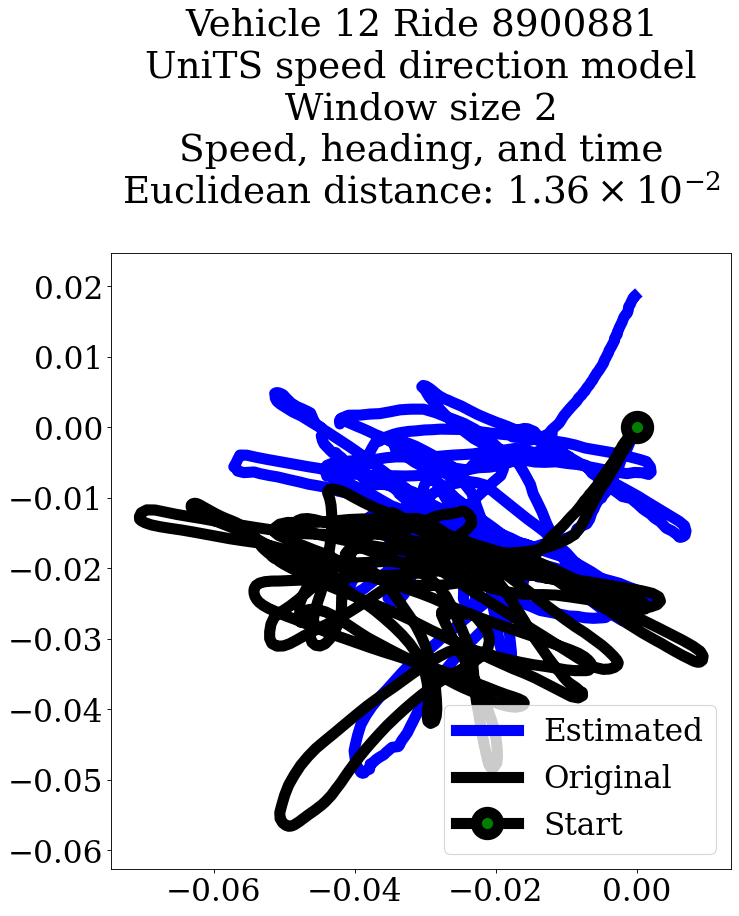 Vehicle 12 Ride 8900881
UniTS speed direction model
Window size 2
Speed, heading, and time
Euclidean distance: 1.36 × 10⁻²
0.02
0.01
0.00
−0.01
−0.02
−0.03
−0.04
−0.05
−0.06
Estimated
Original
Start
−0.06 −0.04 −0.02 0.00